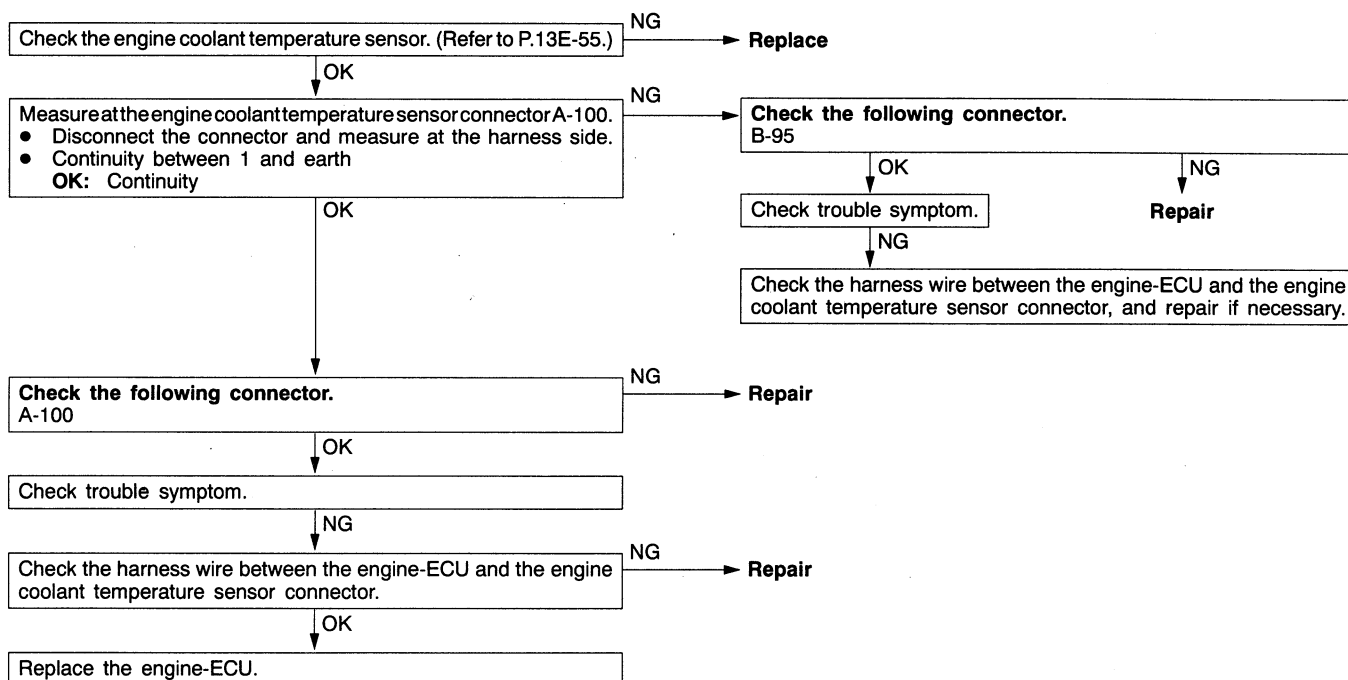 Check the engine coolant temperature sensor. (Refer to P.13E-55.)
NG
Replace
OK
Measure at the engine coolant temperature sensor connector A-100.
● Disconnect the connector and measure at the harness side.
● Continuity between 1 and earth
OK: Continuity
NG
Check the following connector.
B-95
OK
NG
Check trouble symptom.
Repair
NG
Check the harness wire between the engine-ECU and the engine
coolant temperature sensor connector, and repair if necessary.
OK
Check the following connector.
A-100
NG
Repair
OK
Check trouble symptom.
NG
Check the harness wire between the engine-ECU and the engine
coolant temperature sensor connector.
NG
Repair
OK
Replace the engine-ECU.